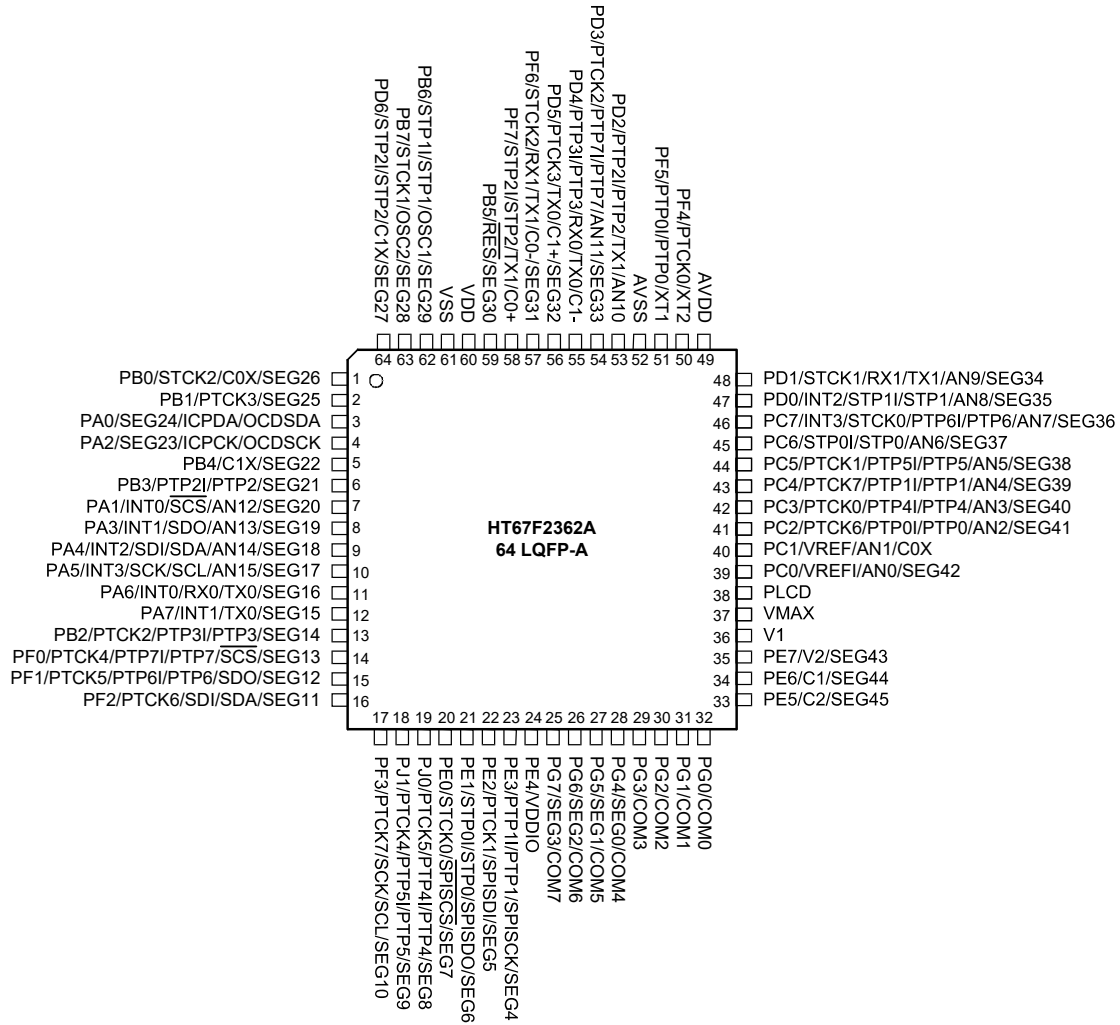 PD6/STP2I/STP2/C1X/SEG27
PB7/STCK1/OSC2/SEG28
PB6/STP1I/STP1/OSC1/SEG29
VSS
VDD
PB5/RES/SEG30
PF7/STP2I/STP2/TX1/C0+
PF6/STCK2/RX1/TX1/C0-/SEG31
PD5/PTCK3/TX0/C1+/SEG32
PD4/PTP3I/PTP3/RX0/TX0/C1-
PD3/PTCK2/PTP7I/PTP7/AN11/SEG33
PD2/PTP2I/PTP2/TX1/AN10
AVSS
PF5/PTP0I/PTP0/XT1
PF4/PTCK0/XT2
AVDD
64 63 62 61 60 59 58 57 56 55 54 53 52 51 50 49
PB0/STCK2/C0X/SEG26 1
PB1/PTCK3/SEG25 2
PA0/SEG24/ICPDA/OCDSDA 3
PA2/SEG23/ICPCK/OCDSCK 4
PB4/C1X/SEG22 5
PB3/PTP2I/PTP2/SEG21 6
PA1/INT0/SCS/AN12/SEG20 7
PA3/INT1/SDO/AN13/SEG19 8
PA4/INT2/SDI/SDA/AN14/SEG18 9
PA5/INT3/SCK/SCL/AN15/SEG17 10
PA6/INT0/RX0/TX0/SEG16 11
PA7/INT1/TX0/SEG15 12
PB2/PTCK2/PTP3I/PTP3/SEG14 13
PF0/PTCK4/PTP7I/PTP7/SCS/SEG13 14
PF1/PTCK5/PTP6I/PTP6/SDO/SEG12 15
PF2/PTCK6/SDI/SDA/SEG11 16
HT67F2362A
64 LQFP-A
48 PD1/STCK1/RX1/TX1/AN9/SEG34
47 PD0/INT2/STP1I/STP1/AN8/SEG35
46 PC7/INT3/STCK0/PTP6I/PTP6/AN7/SEG36
45 PC6/STP0I/STP0/AN6/SEG37
44 PC5/PTCK1/PTP5I/PTP5/AN5/SEG38
43 PC4/PTCK7/PTP1I/PTP1/AN4/SEG39
42 PC3/PTCK0/PTP4I/PTP4/AN3/SEG40
41 PC2/PTCK6/PTP0I/PTP0/AN2/SEG41
40 PC1/VREF/AN1/C0X
39 PC0/VREFI/AN0/SEG42
38 PLCD
37 VMAX
36 V1
35 PE7/V2/SEG43
34 PE6/C1/SEG44
33 PE5/C2/SEG45
17 18 19 20 21 22 23 24 25 26 27 28 29 30 31 32
PF3/PTCK7/SCK/SCL/SEG10
PJ1/PTCK4/PTP5I/PTP5/SEG9
PJ0/PTCK5/PTP4I/PTP4/SEG8
PE0/STCK0/SPISCS/SEG7
PE1/STP0I/STP0/SPISDO/SEG6
PE2/PTCK1/SPISDI/SEG5
PE3/PTP1I/PTP1/SPISCK/SEG4
PE4/VDDIO
PG7/SEG3/COM7
PG6/SEG2/COM6
PG5/SEG1/COM5
PG4/SEG0/COM4
PG3/COM3
PG2/COM2
PG1/COM1
PG0/COM0